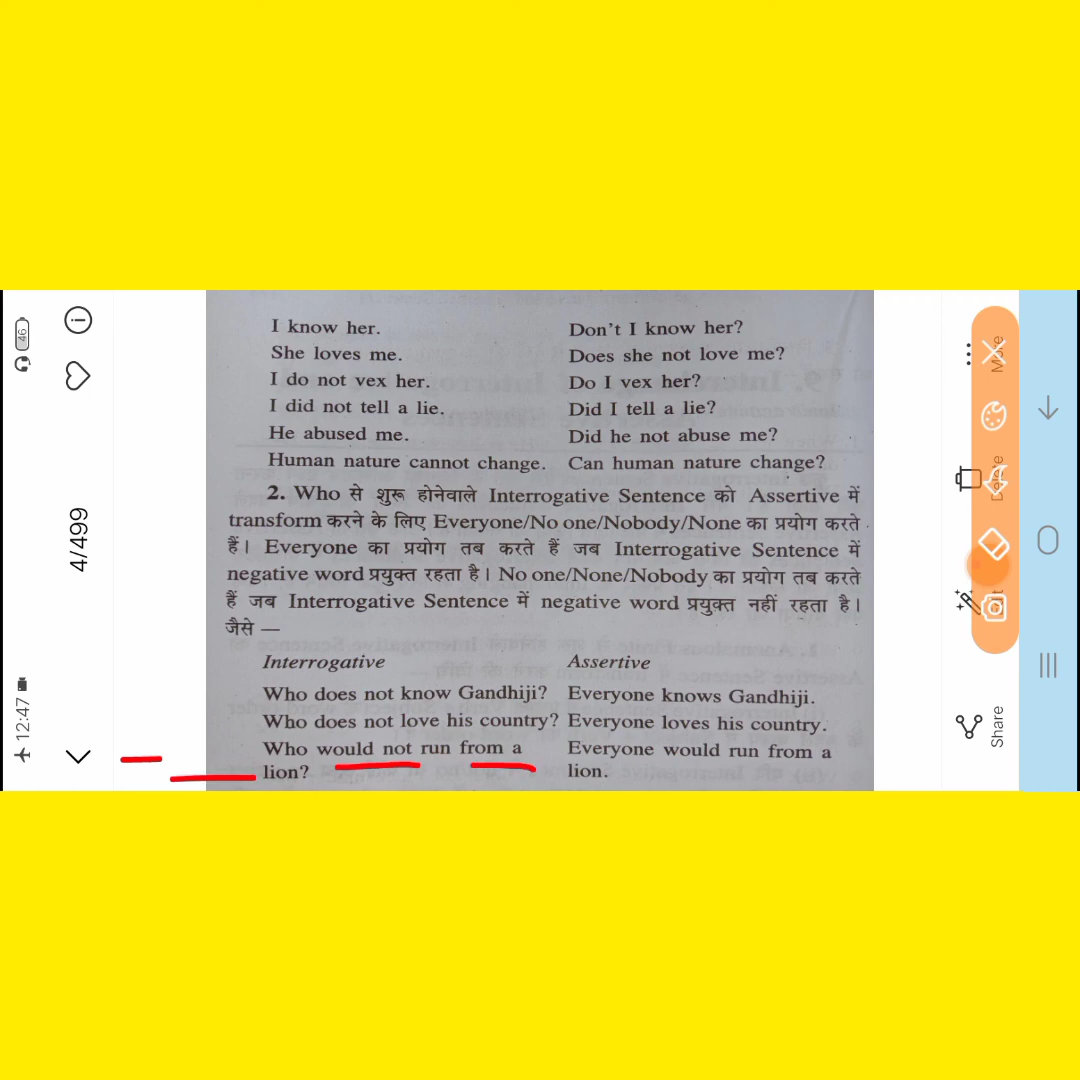 I know her. Don't I know her?
She loves me. Does she not love me?
I do not vex her. Do I vex her?
I did not tell a lie. Did I tell a lie?
He abused me. Did he not abuse me?
Human nature cannot change. Can human nature change?
2. Who से शुरू होनेवाले Interrogative Sentence को Assertive में
transform करने के लिए Everyone/No one/Nobody/None का प्रयोग करते
हैं। Everyone का प्रयोग तब करते हैं जब Interrogative Sentence में
negative word प्रयुक्त रहता है। No one/None/Nobody का प्रयोग तब करते
हैं जब Interrogative Sentence में negative word प्रयुक्त नहीं रहता है।
जैसे —
Interrogative Assertive
Who does not know Gandhiji? Everyone knows Gandhiji.
Who does not love his country? Everyone loves his country.
Who would not run from a Everyone would run from a
lion? lion.
12:47
46
4/499
More
Share